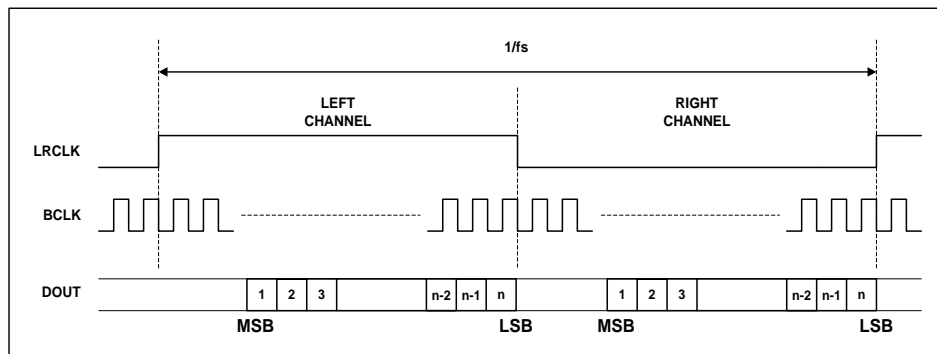 1/fs
LEFT
CHANNEL
RIGHT
CHANNEL
LRCLK
BCLK
DOUT
1 2 3 n-2 n-1 n 1 2 3 n-2 n-1 n
MSB LSB MSB LSB